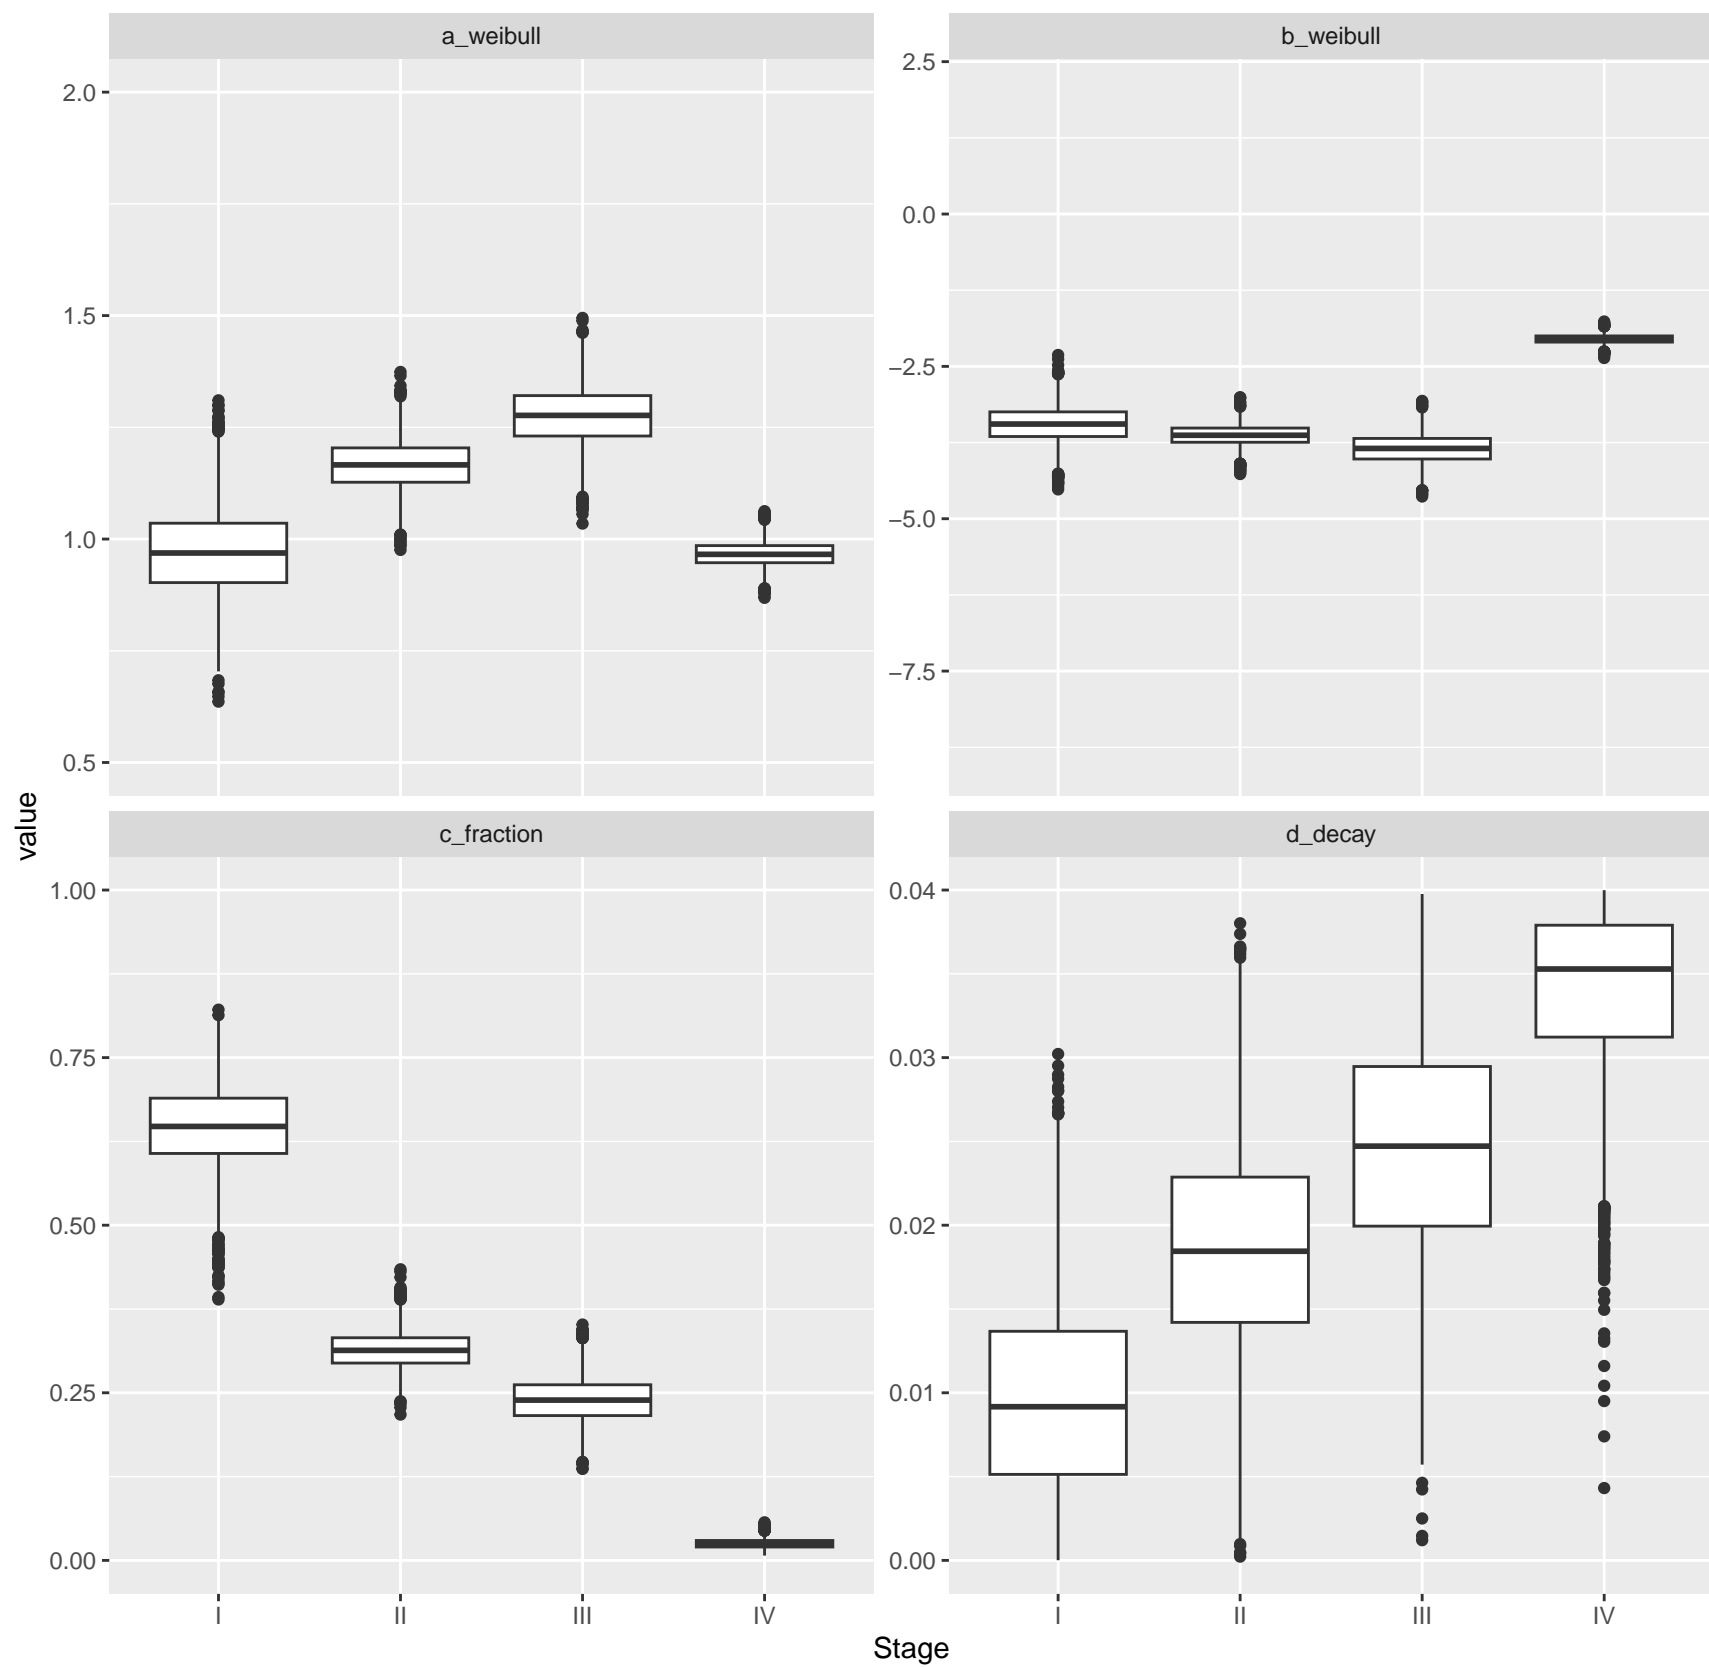 a_weibull
2.0
1.5
1.0
0.5
b_weibull
2.5
0.0
−2.5
−5.0
−7.5
value
c_fraction
1.00
0.75
0.50
0.25
0.00
I II III IV
d_decay
0.04
0.03
0.02
0.01
0.00
I II III IV
Stage